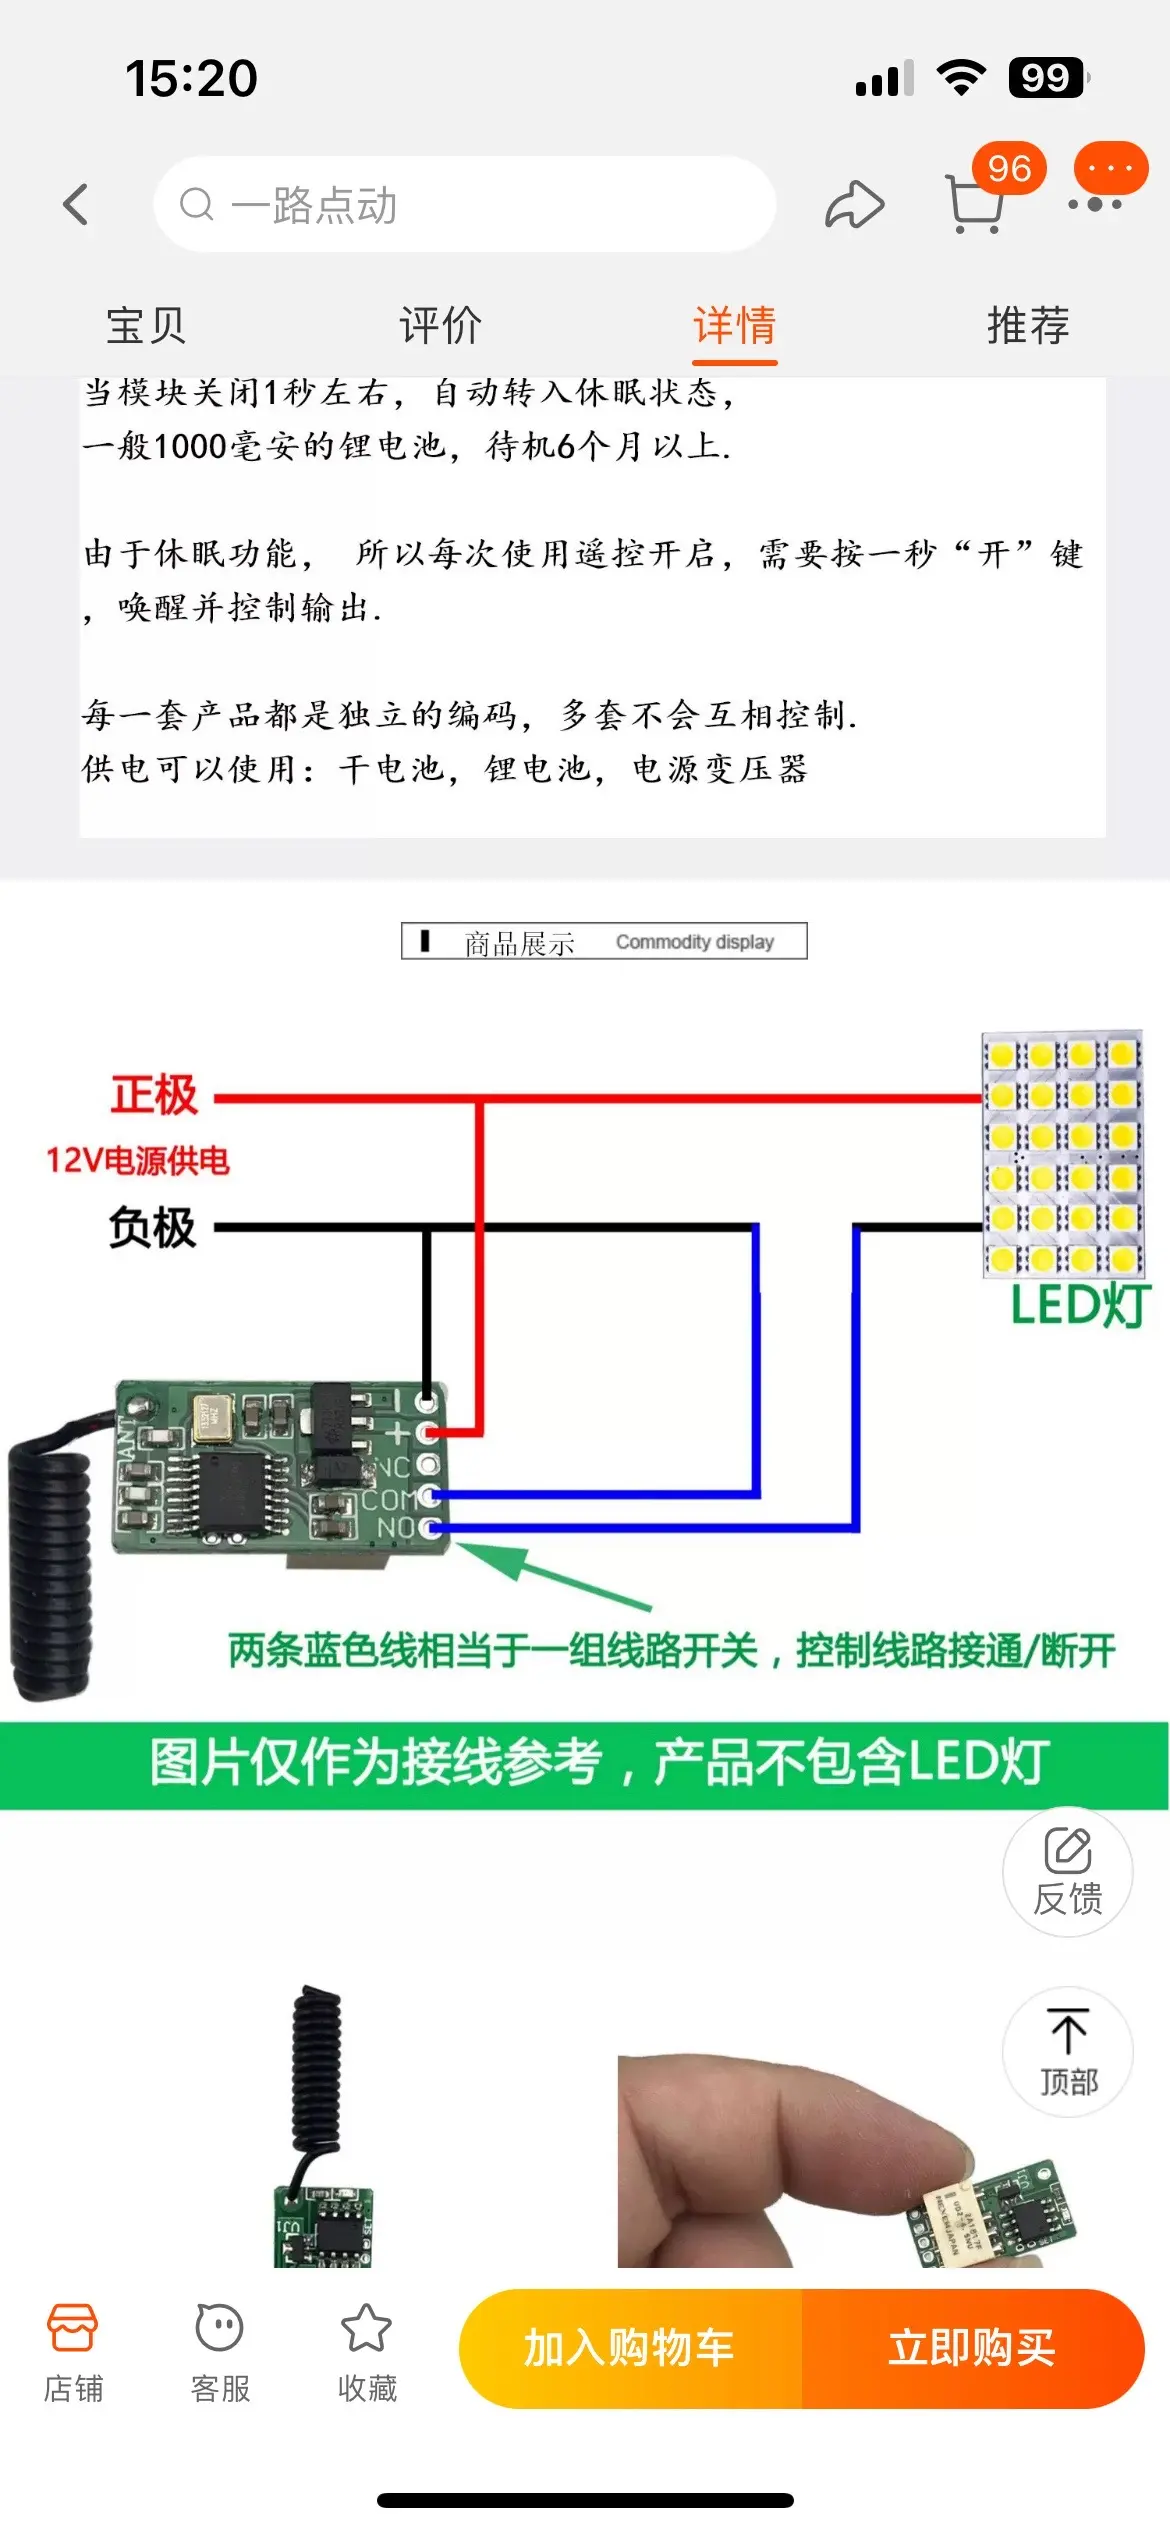 15:20
99
一路点动
96
宝贝
评价
详情
推荐
当模块关闭1秒左右，自动转入休眠状态，
一般1000毫安的锂电池，待机6个月以上.
由于休眠功能， 所以每次使用遥控开启，需要按一秒“开”键
，唤醒并控制输出.
每一套产品都是独立的编码，多套不会互相控制.
供电可以使用：干电池，锂电池，电源变压器
商品展示 Commodity display
正极
12V电源供电
负极
LED灯
ANT
+
NC
COM
NO
两条蓝色线相当于一组线路开关，控制线路接通/断开
图片仅作为接线参考，产品不包含LED灯
反馈
顶部
店铺
客服
收藏
加入购物车
立即购买